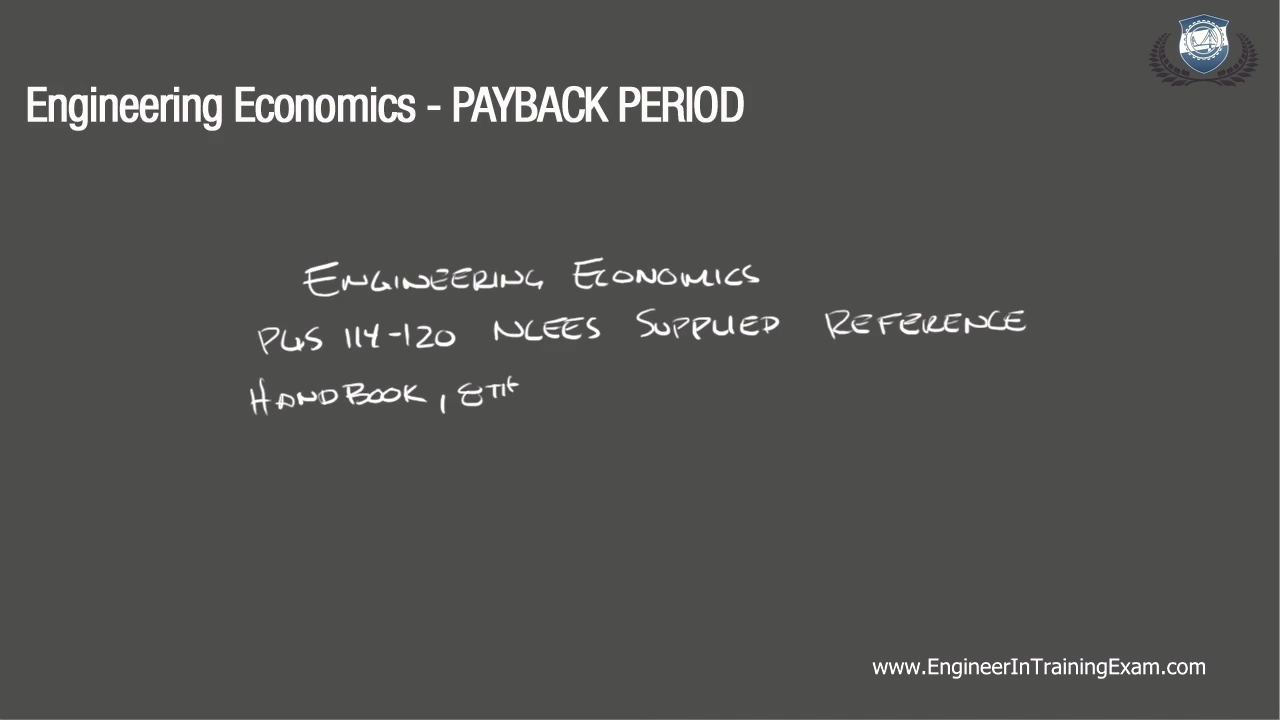 Engineering Economics - PAYBACK PERIOD
ENGINEERING ECONOMICS
PGS 114-120 NCEES SUPPLIED REFERENCE
HANDBOOK, 8TH
www.EngineerInTrainingExam.com